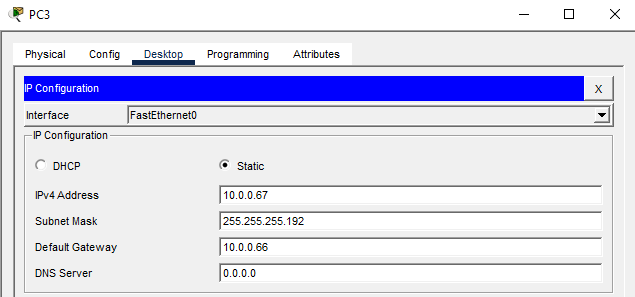 PC3
Physical Config Desktop Programming Attributes
IP Configuration X
Interface FastEthernet0
IP Configuration
DHCP Static
IPv4 Address 10.0.0.67
Subnet Mask 255.255.255.192
Default Gateway 10.0.0.66
DNS Server 0.0.0.0